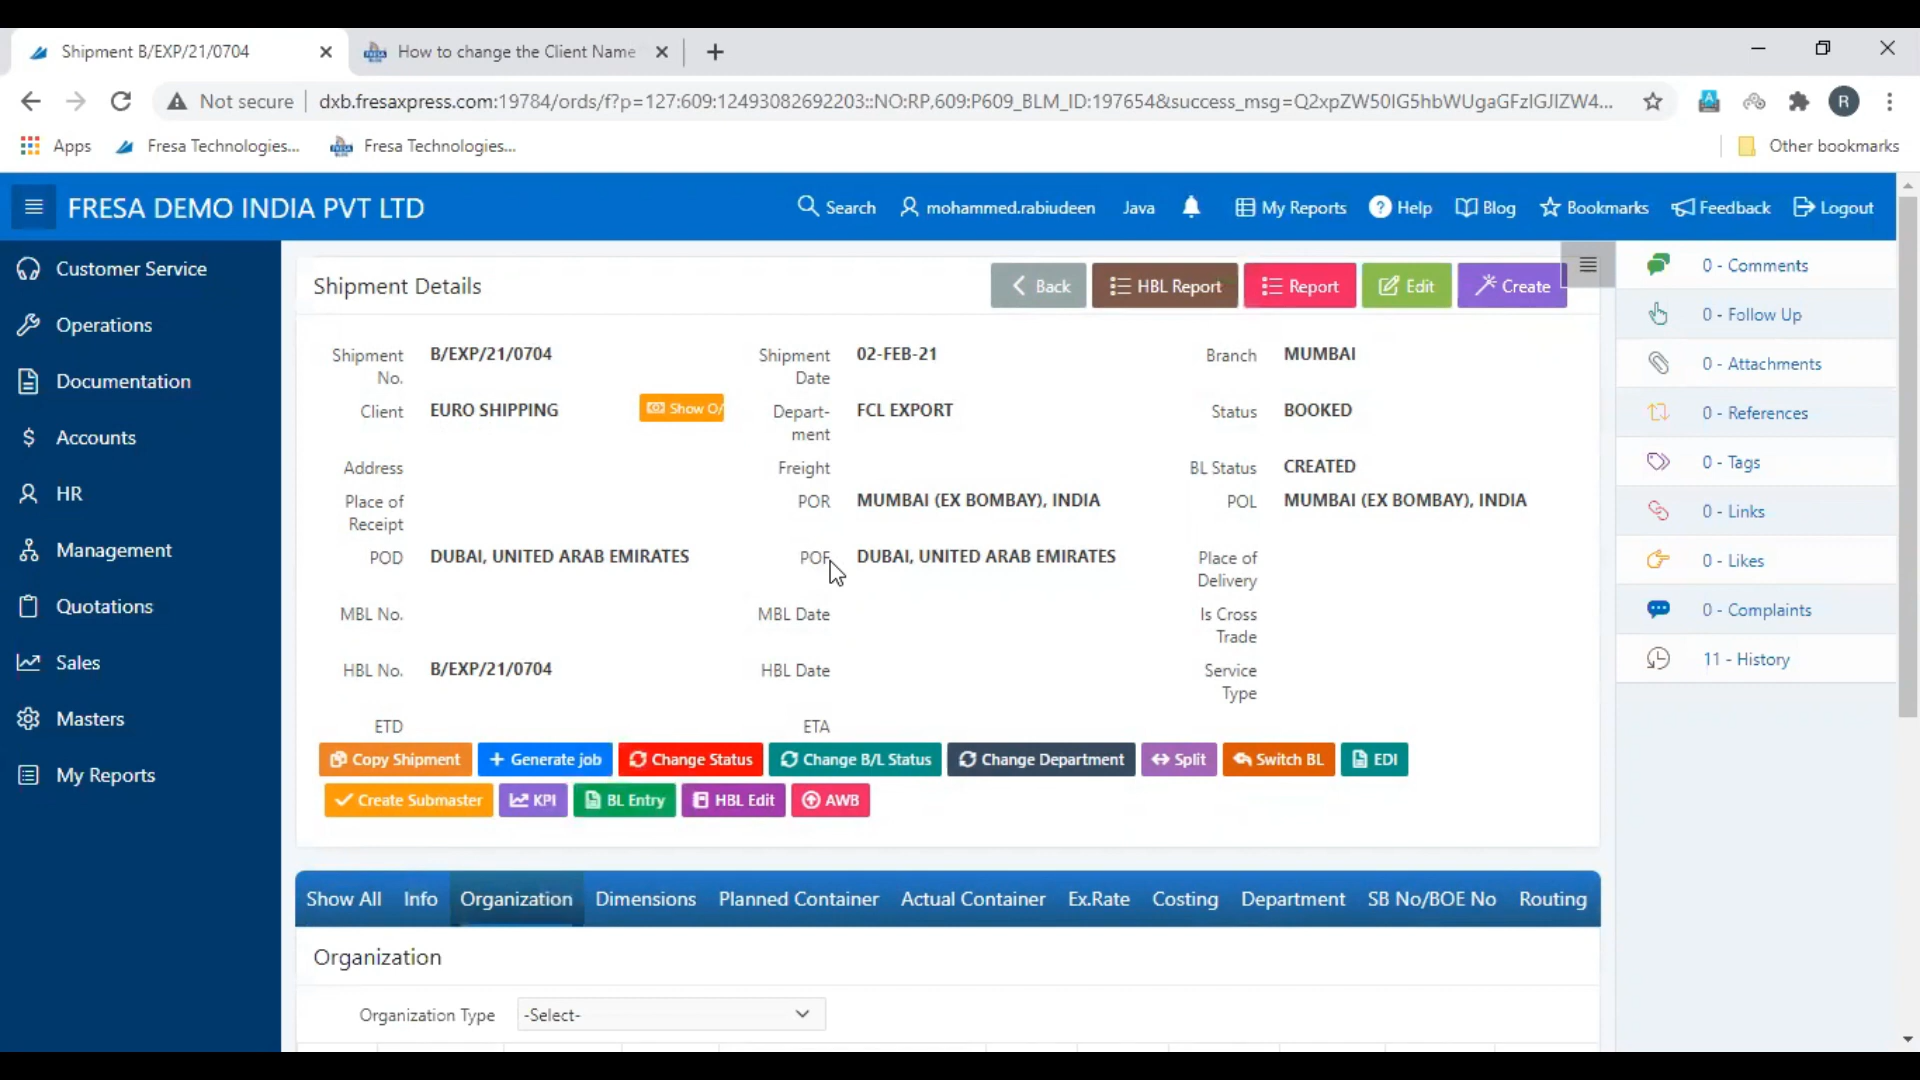 Shipment B/EXP/21/0704
How to change the Client Name
Not secure
dxb.fresaxpress.com:19784/ords/f?p=127:609:12493082692203::NO:RP,609:P609_BLM_ID:197654&success_msg=Q2xpZW50IG5hbWUgaGFzIGJIZW4...
R
Apps
Fresa Technologies...
Fresa Technologies...
Other bookmarks
FRESA DEMO INDIA PVT LTD
Search
mohammed.rabiudeen
Java
My Reports
Help
Blog
Bookmarks
Feedback
Logout
Customer Service
Operations
Documentation
Accounts
HR
Management
Quotations
Sales
Masters
My Reports
Shipment Details
Back
HBL Report
Report
Edit
Create
Shipment No. B/EXP/21/0704
Shipment Date 02-FEB-21
Branch MUMBAI
Client EURO SHIPPING
Show O/
Depart-ment FCL EXPORT
Status BOOKED
Address
Freight
BL Status CREATED
Place of Receipt
POR MUMBAI (EX BOMBAY), INDIA
POL MUMBAI (EX BOMBAY), INDIA
POD DUBAI, UNITED ARAB EMIRATES
POF DUBAI, UNITED ARAB EMIRATES
Place of Delivery
MBL No.
MBL Date
Is Cross Trade
HBL No. B/EXP/21/0704
HBL Date
Service Type
ETD
ETA
Copy Shipment
Generate job
Change Status
Change B/L Status
Change Department
Split
Switch BL
EDI
Create Submaster
KPI
BL Entry
HBL Edit
AWB
Show All
Info
Organization
Dimensions
Planned Container
Actual Container
Ex.Rate
Costing
Department
SB No/BOE No
Routing
Organization
Organization Type
-Select-
0 - Comments
0 - Follow Up
0 - Attachments
0 - References
0 - Tags
0 - Links
0 - Likes
0 - Complaints
11 - History